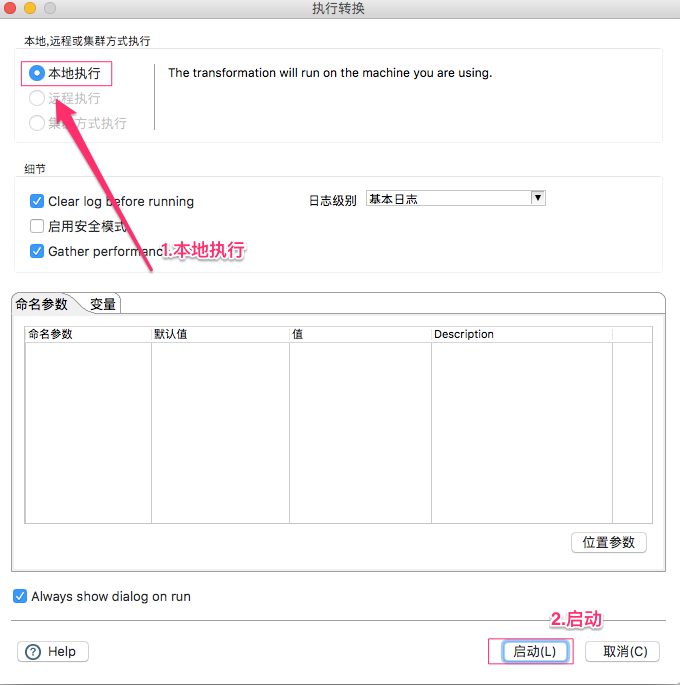 执行转换
本地,远程或集群方式执行
本地执行
The transformation will run on the machine you are using.
远程执行
集群方式执行
细节
Clear log before running
日志级别
基本日志
启用安全模式
Gather performanc
1.本地执行
命名参数
变量
命名参数 默认值 值 Description
位置参数
Always show dialog on run
2.启动
Help
启动(L)
取消(C)